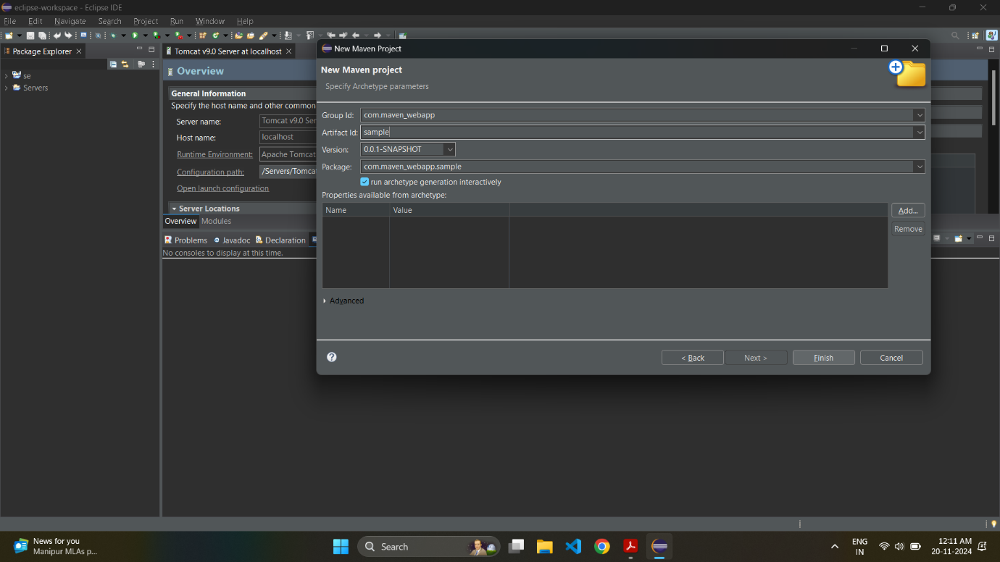 eclipse-workspace - Eclipse IDE
File Edit Navigate Search Project Run Window Help
Package Explorer
Tomcat v9.0 Server at localhost
se
Servers
Overview
General Information
Specify the host name and other common
Server name: Tomcat v9.0 Ser
Host name: localhost
Runtime Environment: Apache Tomcat
Configuration path: /Servers/Tomca
Open launch configuration
Server Locations
Overview Modules
Problems Javadoc Declaration
No consoles to display at this time.
New Maven Project
New Maven project
Specify Archetype parameters
Group Id: com.maven_webapp
Artifact Id: sample
Version: 0.0.1-SNAPSHOT
Package: com.maven_webapp.sample
run archetype generation interactively
Properties available from archetype:
Name Value
Add...
Remove
Advanced
< Back Next > Finish Cancel
News for you
Manipur MLAs p...
Search
ENG
IN
12:11 AM
20-11-2024